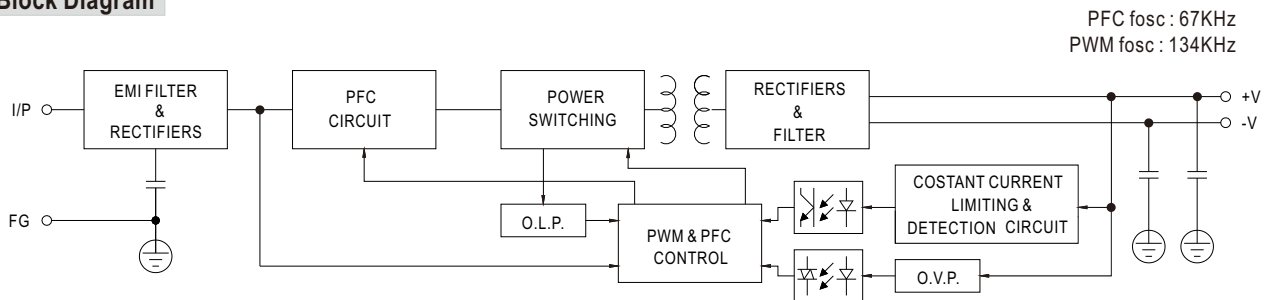 Block Diagram
PFC fosc : 67KHz
PWM fosc : 134KHz
I/P
EMI FILTER
&
RECTIFIERS
PFC
CIRCUIT
POWER
SWITCHING
RECTIFIERS
&
FILTER
+V
-V
FG
O.L.P.
PWM & PFC
CONTROL
COSTANT CURRENT
LIMITING &
DETECTION CIRCUIT
O.V.P.